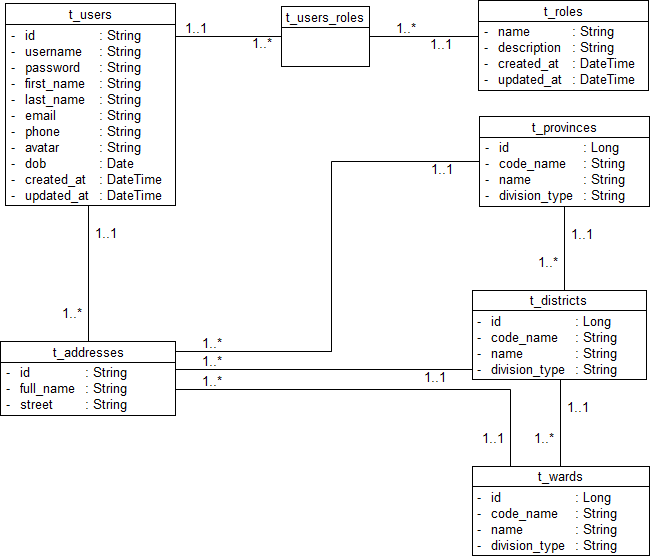 t_users
- id : String
- username : String
- password : String
- first_name : String
- last_name : String
- email : String
- phone : String
- avatar : String
- dob : Date
- created_at : DateTime
- updated_at : DateTime
1..1
1..*
t_users_roles
1..*
1..1
t_roles
- name : String
- description : String
- created_at : DateTime
- updated_at : DateTime
t_provinces
- id : Long
- code_name : String
- name : String
- division_type : String
1..1
1..1
1..1
1..*
1..*
t_districts
- id : Long
- code_name : String
- name : String
- division_type : String
t_addresses
- id : String
- full_name : String
- street : String
1..*
1..*
1..*
1..1
1..1
1..1
1..*
t_wards
- id : Long
- code_name : String
- name : String
- division_type : String